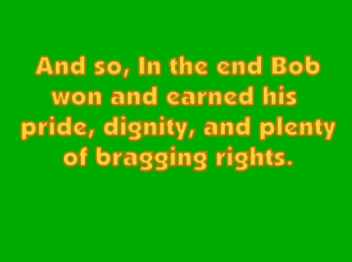 And so, In the end Bob
won and earned his
pride, dignity, and plenty
of bragging rights.